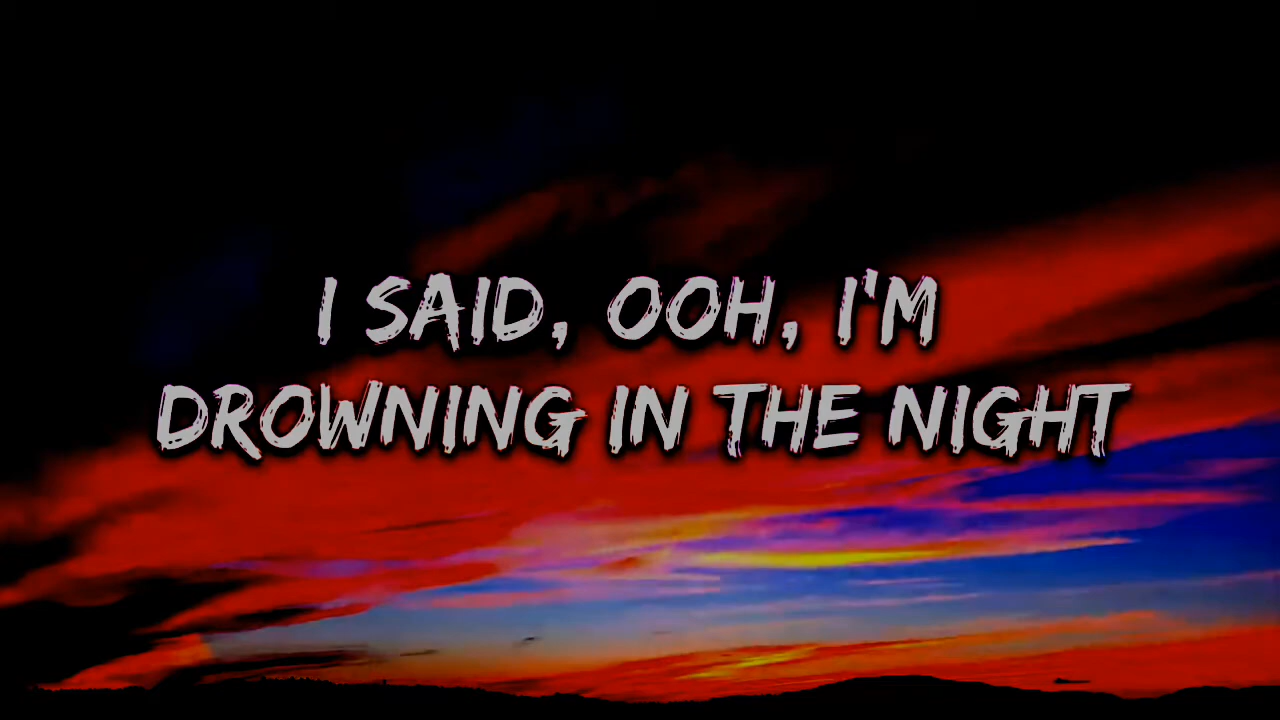 I SAID, OOH, I'M
DROWNING IN THE NIGHT